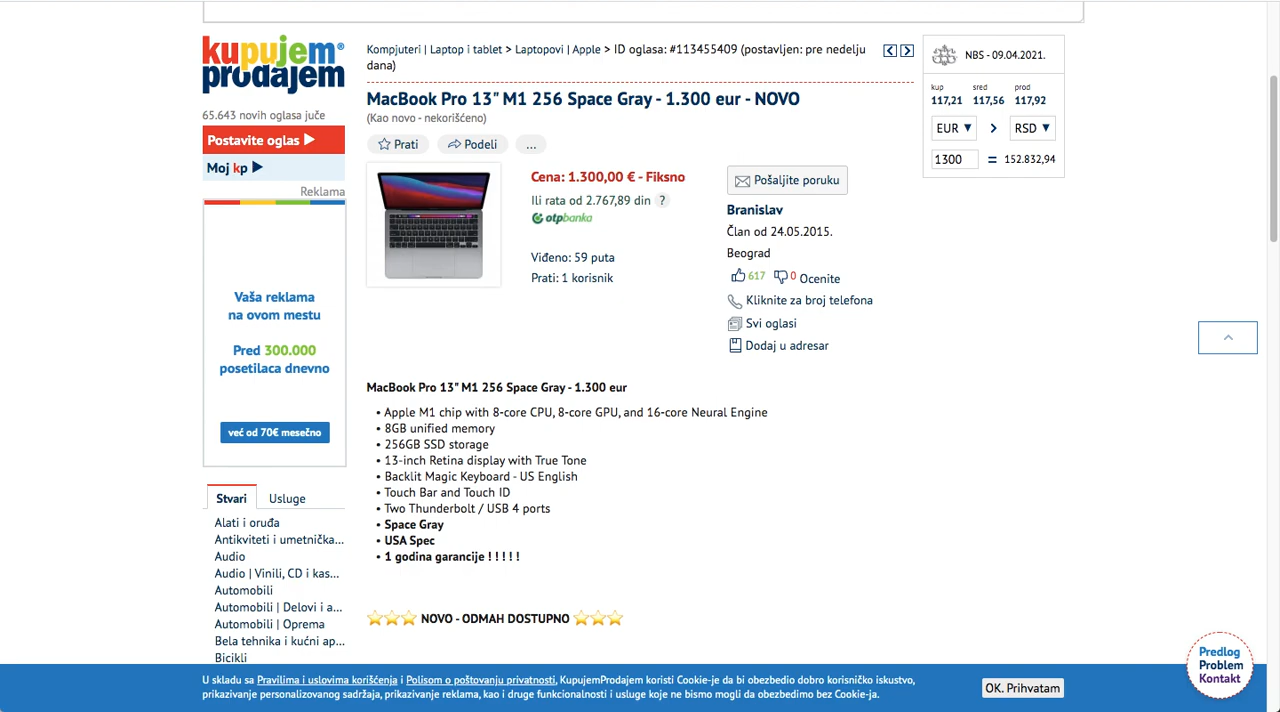 kupujem®
prodajem
65.643 novih oglasa juče
Postavite oglas
Moj kp
Reklama
Vaša reklama
na ovom mestu
Pred 300.000
posetilaca dnevno
već od 70€ mesečno
Stvari Usluge
Alati i oruđa
Antikviteti i umetnička...
Audio
Audio | Vinili, CD i kas...
Automobili
Automobili | Delovi i a...
Automobili | Oprema
Bela tehnika i kućni ap...
Bicikli
Kompjuteri | Laptop i tablet > Laptopovi | Apple > ID oglasa: #113455409 (postavljen: pre nedelju
dana)
MacBook Pro 13" M1 256 Space Gray - 1.300 eur - NOVO
(Kao novo - nekorišćeno)
Prati Podeli ...
Cena: 1.300,00 € - Fiksno
Ili rata od 2.767,89 din ?
otpbanka
Viđeno: 59 puta
Prati: 1 korisnik
Pošaljite poruku
Branislav
Član od 24.05.2015.
Beograd
617 0 Ocenite
Kliknite za broj telefona
Svi oglasi
Dodaj u adresar
MacBook Pro 13" M1 256 Space Gray - 1.300 eur
• Apple M1 chip with 8-core CPU, 8-core GPU, and 16-core Neural Engine
• 8GB unified memory
• 256GB SSD storage
• 13-inch Retina display with True Tone
• Backlit Magic Keyboard - US English
• Touch Bar and Touch ID
• Two Thunderbolt / USB 4 ports
• Space Gray
• USA Spec
• 1 godina garancije ! ! ! ! !
NOVO - ODMAH DOSTUPNO
NBS - 09.04.2021.
kup sred prod
117,21 117,56 117,92
EUR > RSD
1300 = 152.832,94
Predlog
Problem
Kontakt
U skladu sa Pravilima i uslovima korišćenja i Polisom o poštovanju privatnosti, KupujemProdajem koristi Cookie-je da bi obezbedio dobro korisničko iskustvo,
prikazivanje personalizovanog sadržaja, prikazivanje reklama, kao i druge funkcionalnosti i usluge koje ne bismo mogli da obezbedimo bez Cookie-ja.
OK. Prihvatam